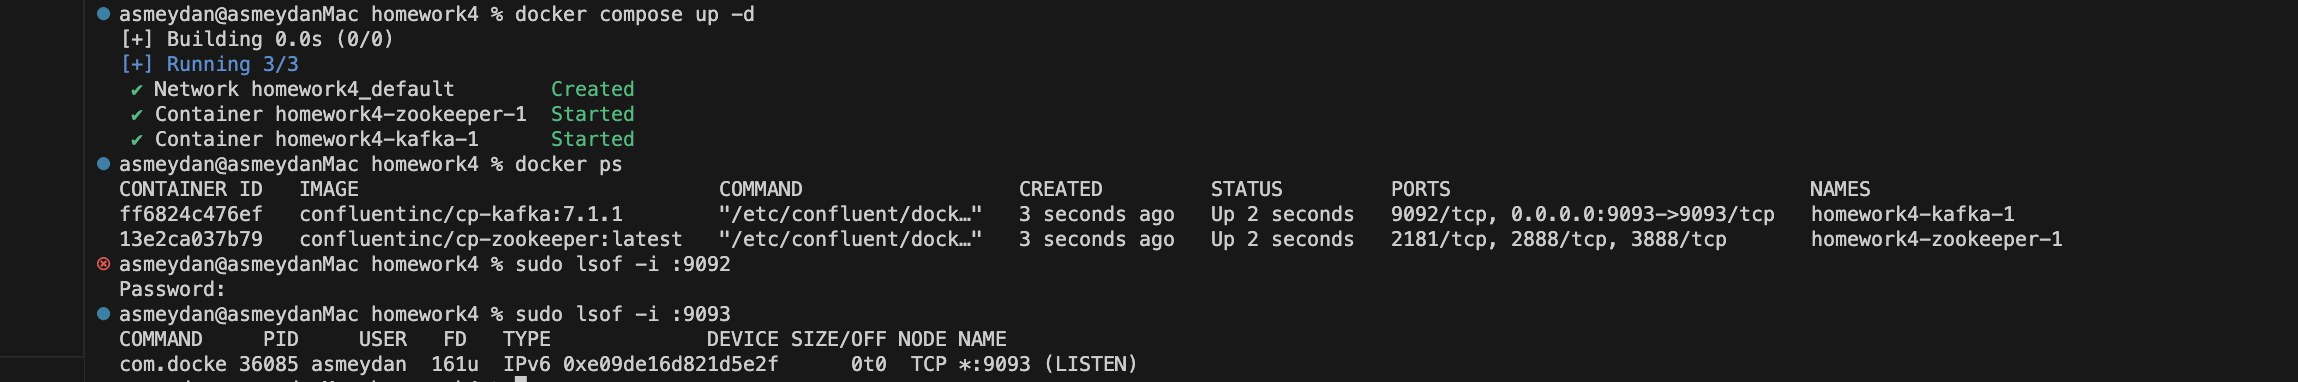 asmeydan@asmeydanMac homework4 % docker compose up -d
[+] Building 0.0s (0/0)
[+] Running 3/3
✔ Network homework4_default Created
✔ Container homework4-zookeeper-1 Started
✔ Container homework4-kafka-1 Started
asmeydan@asmeydanMac homework4 % docker ps
CONTAINER ID IMAGE COMMAND CREATED STATUS PORTS NAMES
ff6824c476ef confluentinc/cp-kafka:7.1.1 "/etc/confluent/dock…" 3 seconds ago Up 2 seconds 9092/tcp, 0.0.0.0:9093->9093/tcp homework4-kafka-1
13e2ca037b79 confluentinc/cp-zookeeper:latest "/etc/confluent/dock…" 3 seconds ago Up 2 seconds 2181/tcp, 2888/tcp, 3888/tcp homework4-zookeeper-1
asmeydan@asmeydanMac homework4 % sudo lsof -i :9092
Password:
asmeydan@asmeydanMac homework4 % sudo lsof -i :9093
COMMAND PID USER FD TYPE DEVICE SIZE/OFF NODE NAME
com.docke 36085 asmeydan 161u IPv6 0xe09de16d821d5e2f 0t0 TCP *:9093 (LISTEN)